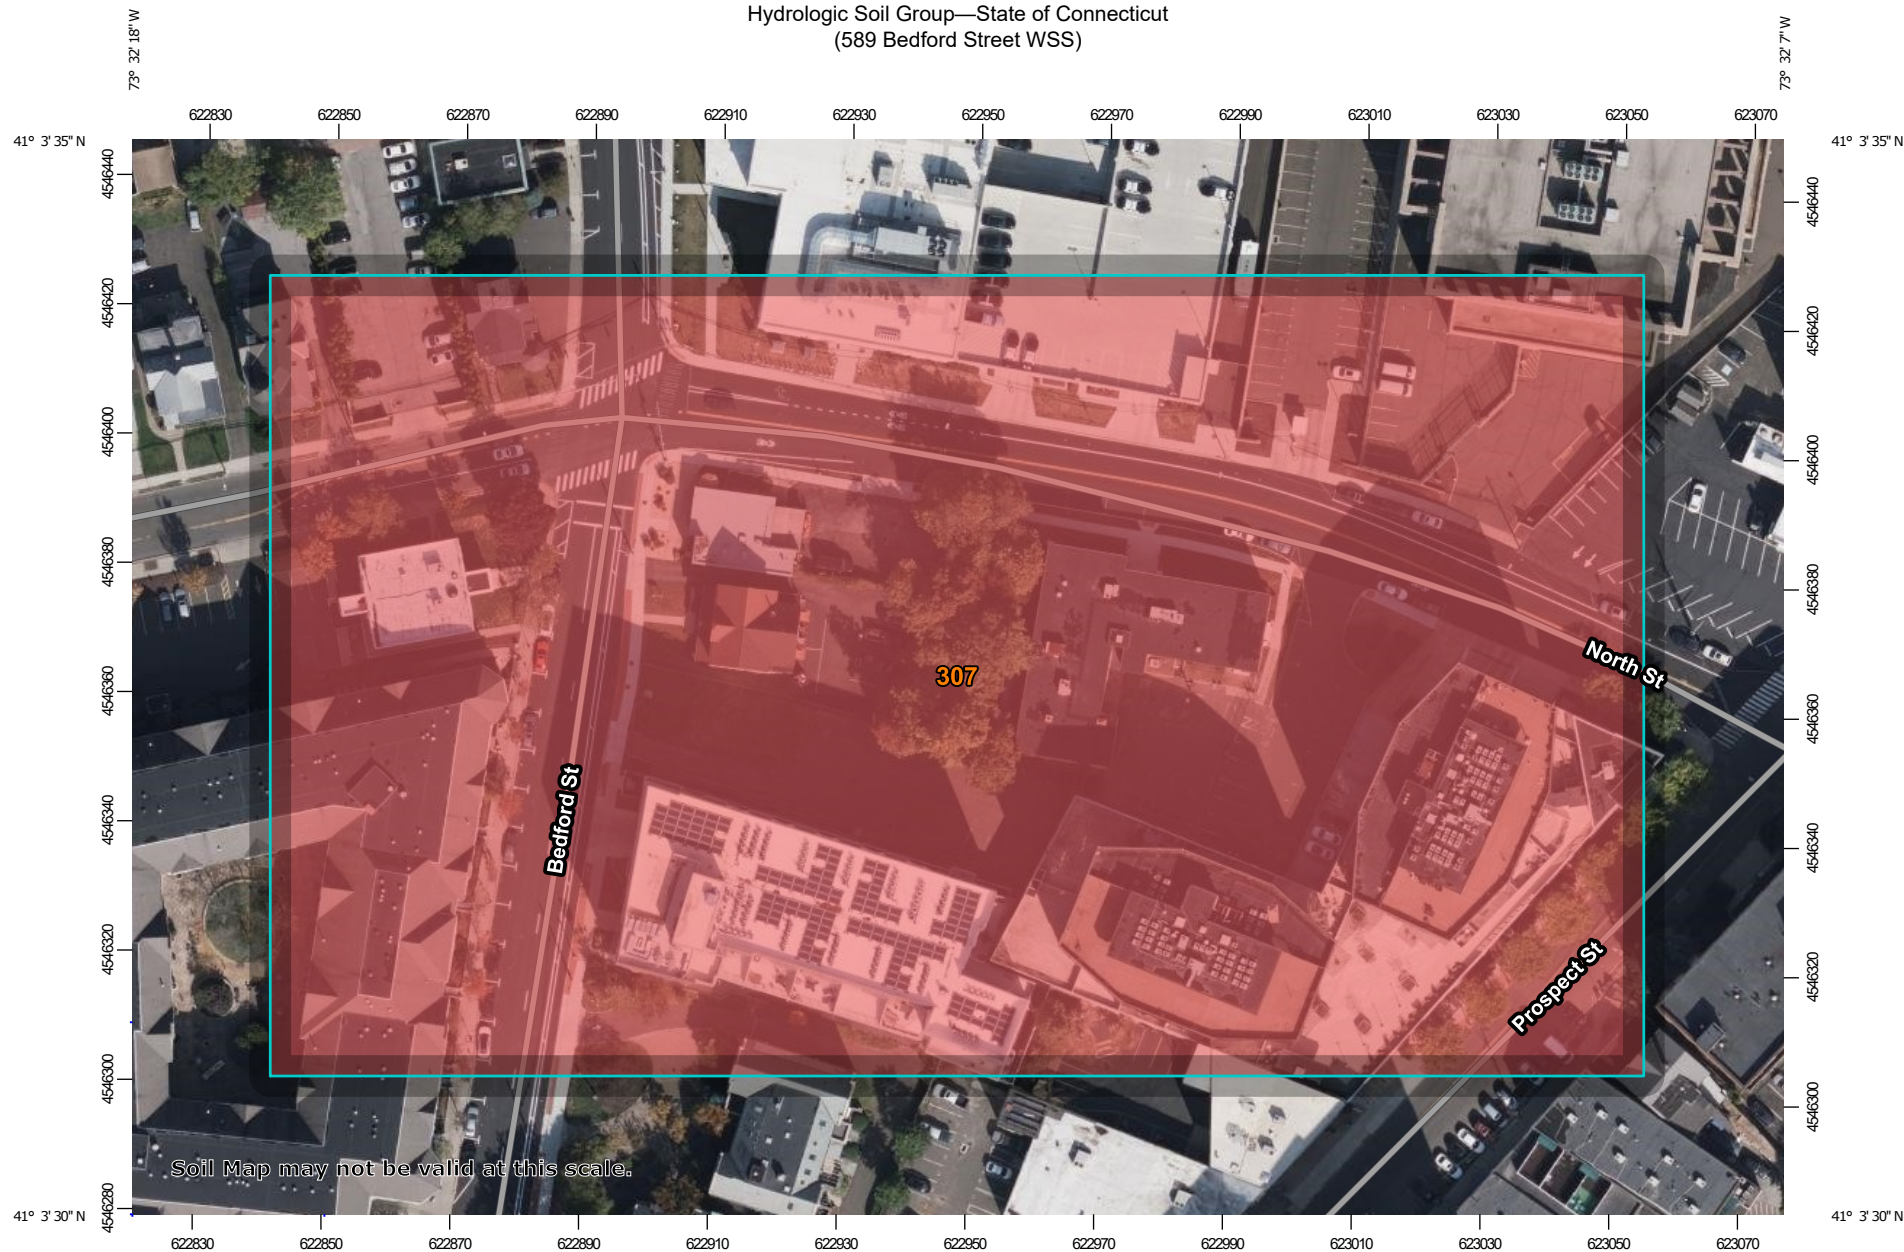 Hydrologic Soil Group—State of Connecticut
(589 Bedford Street WSS)
73° 32' 18" W
73° 32' 7" W
622830 622850 622870 622890 622910 622930 622950 622970 622990 623010 623030 623050 623070
41° 3' 35" N
41° 3' 35" N
4546440
4546440
4546420
4546420
4546400
4546400
4546380
4546380
North St
307
4546360
4546360
Bedford St
4546340
4546340
4546320
4546320
Prospect St
4546300
4546300
Soil Map may not be valid at this scale.
4546280
41° 3' 30" N
41° 3' 30" N
622830 622850 622870 622890 622910 622930 622950 622970 622990 623010 623030 623050 623070